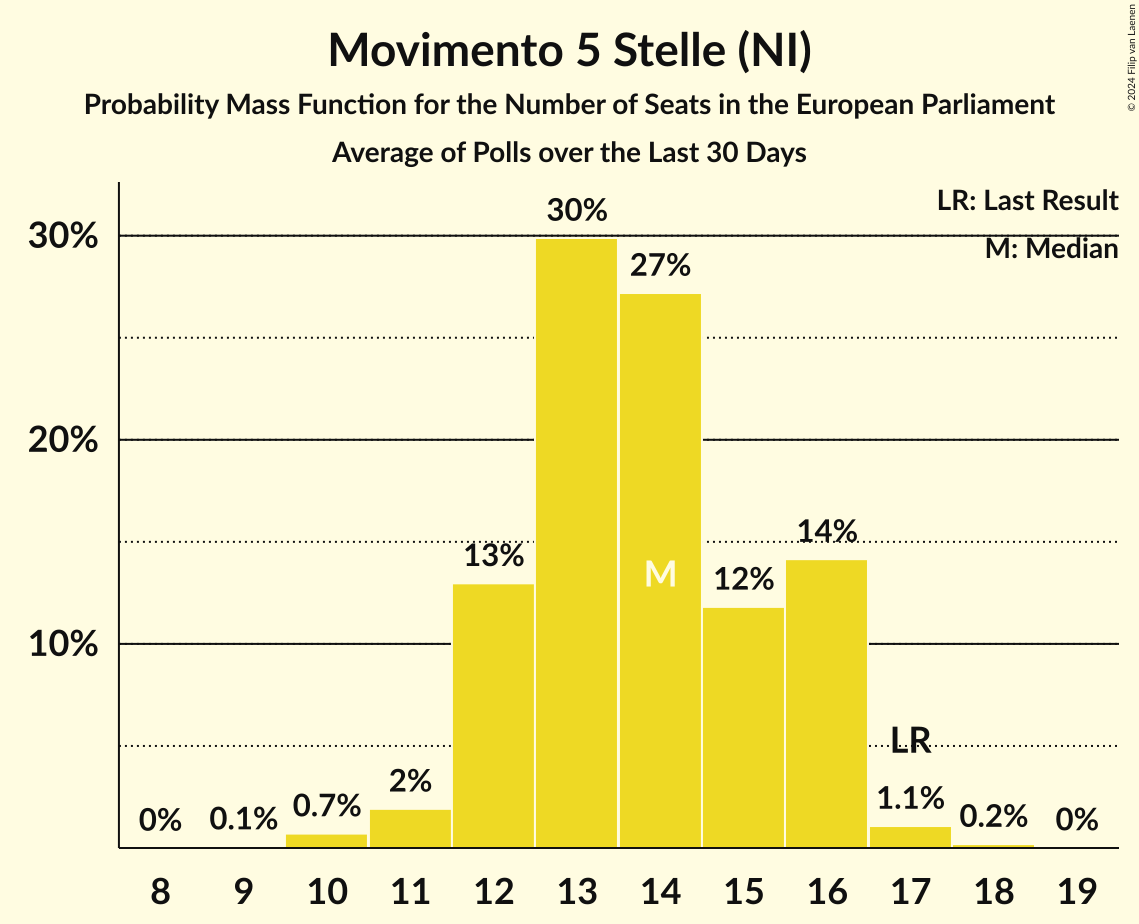 Movimento 5 Stelle (NI)
Probability Mass Function for the Number of Seats in the European Parliament
Average of Polls over the Last 30 Days
© 2024 Filip van Laenen
LR: Last Result
M: Median
30%
20%
10%
0%
0.1%
0.7%
2%
13%
30%
27%
M
12%
14%
LR
1.1%
0.2%
0%
8 9 10 11 12 13 14 15 16 17 18 19